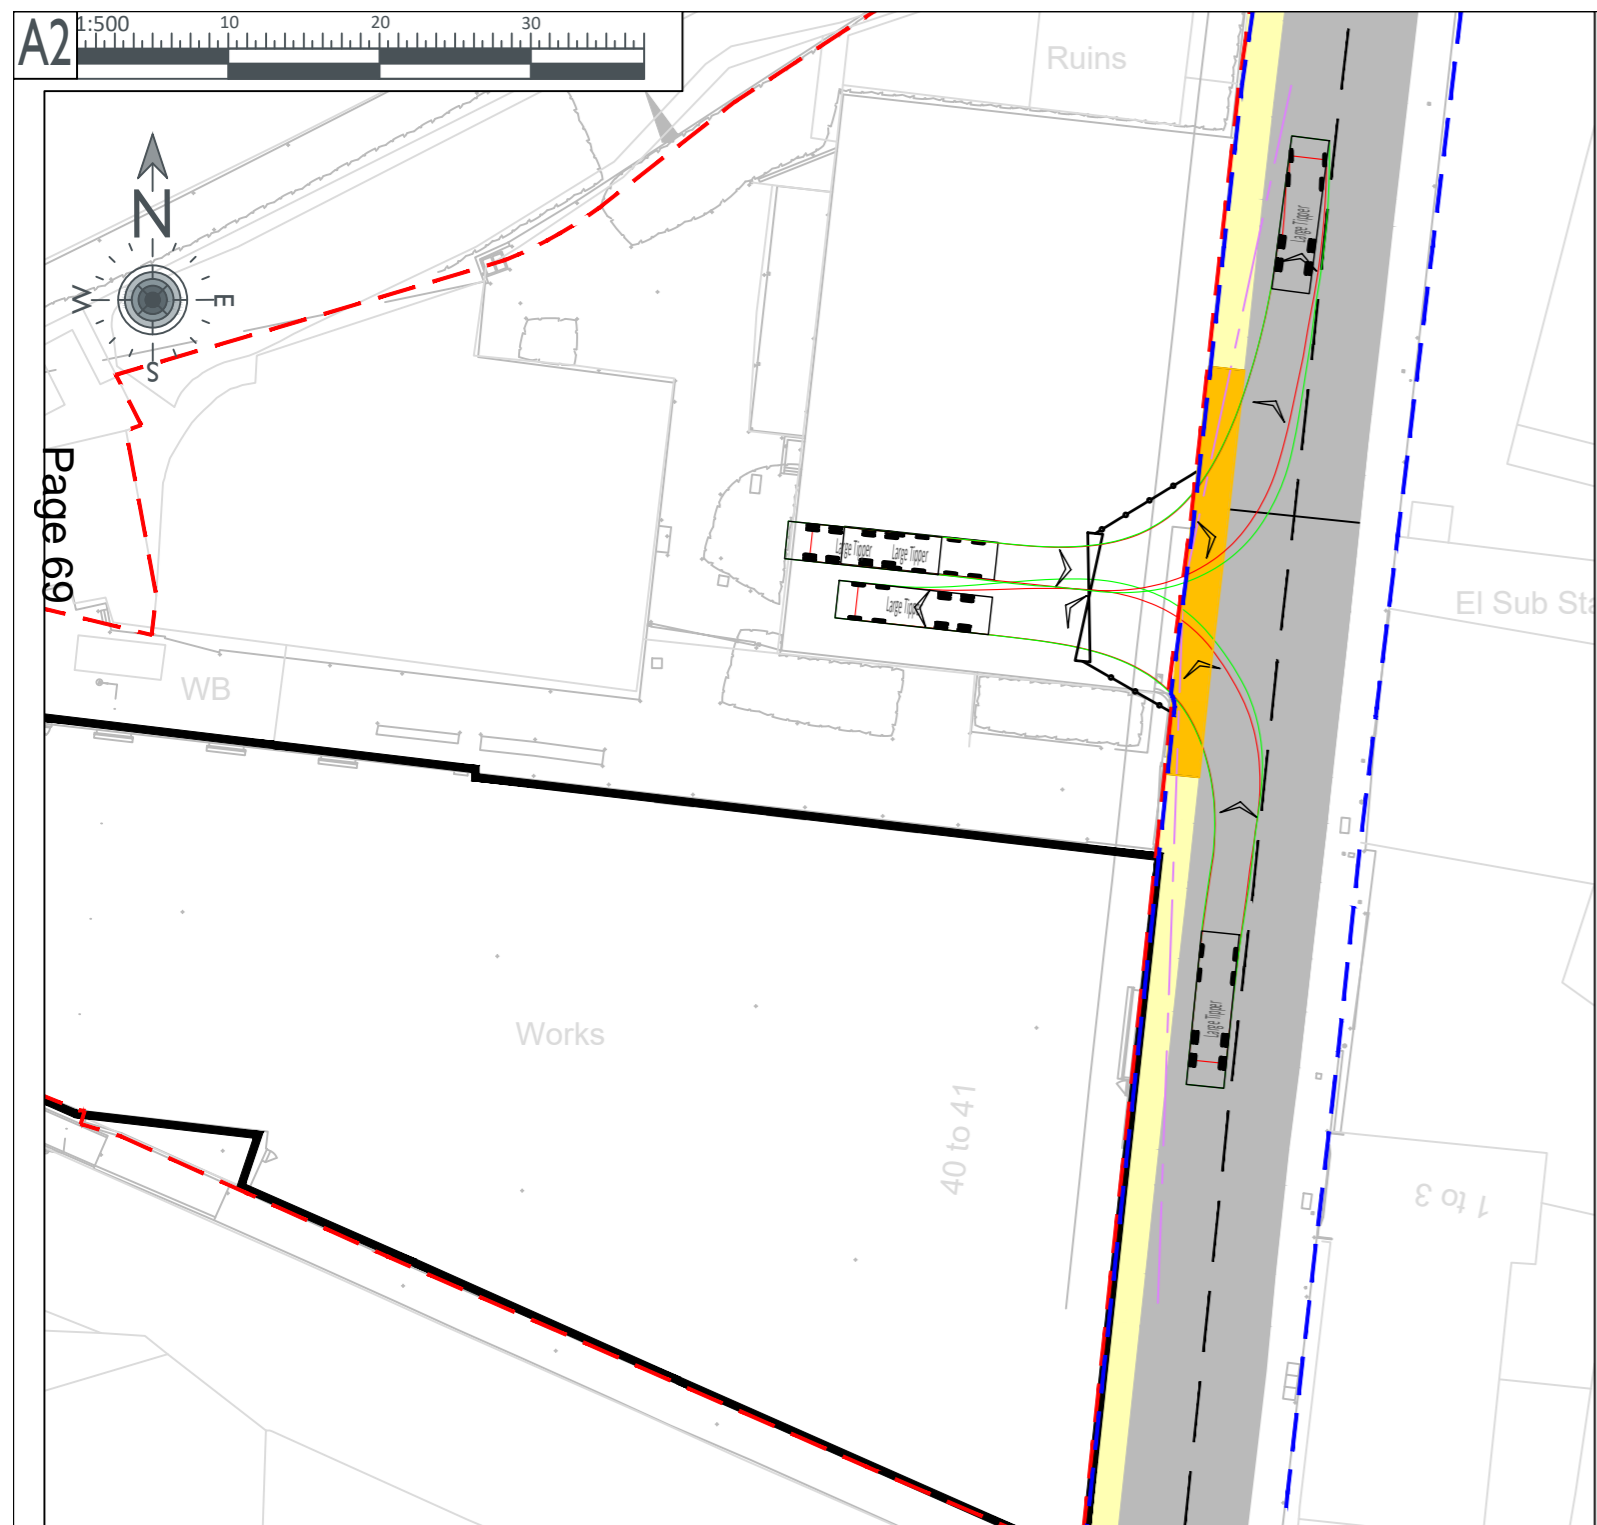 A2
1:500
10
20
30
Ruins
N
W
E
S
Page 69
Large Tipper
Large Tipper
Large Tipper
Large Tipper
El Sub Sta
WB
Large Tipper
Works
40 to 41
1 to 3